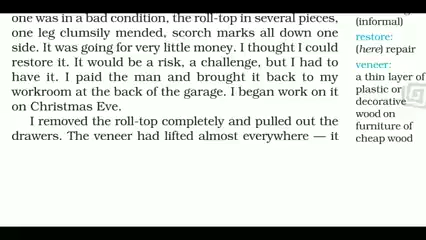 one was in a bad condition, the roll-top in several pieces,
one leg clumsily mended, scorch marks all down one
side. It was going for very little money. I thought I could
restore it. It would be a risk, a challenge, but I had to
have it. I paid the man and brought it back to my
workroom at the back of the garage. I began work on it
on Christmas Eve.
I removed the roll-top completely and pulled out the
drawers. The veneer had lifted almost everywhere — it
(informal)
restore:
(here) repair
veneer:
a thin layer of
plastic or
decorative
wood on
furniture of
cheap wood